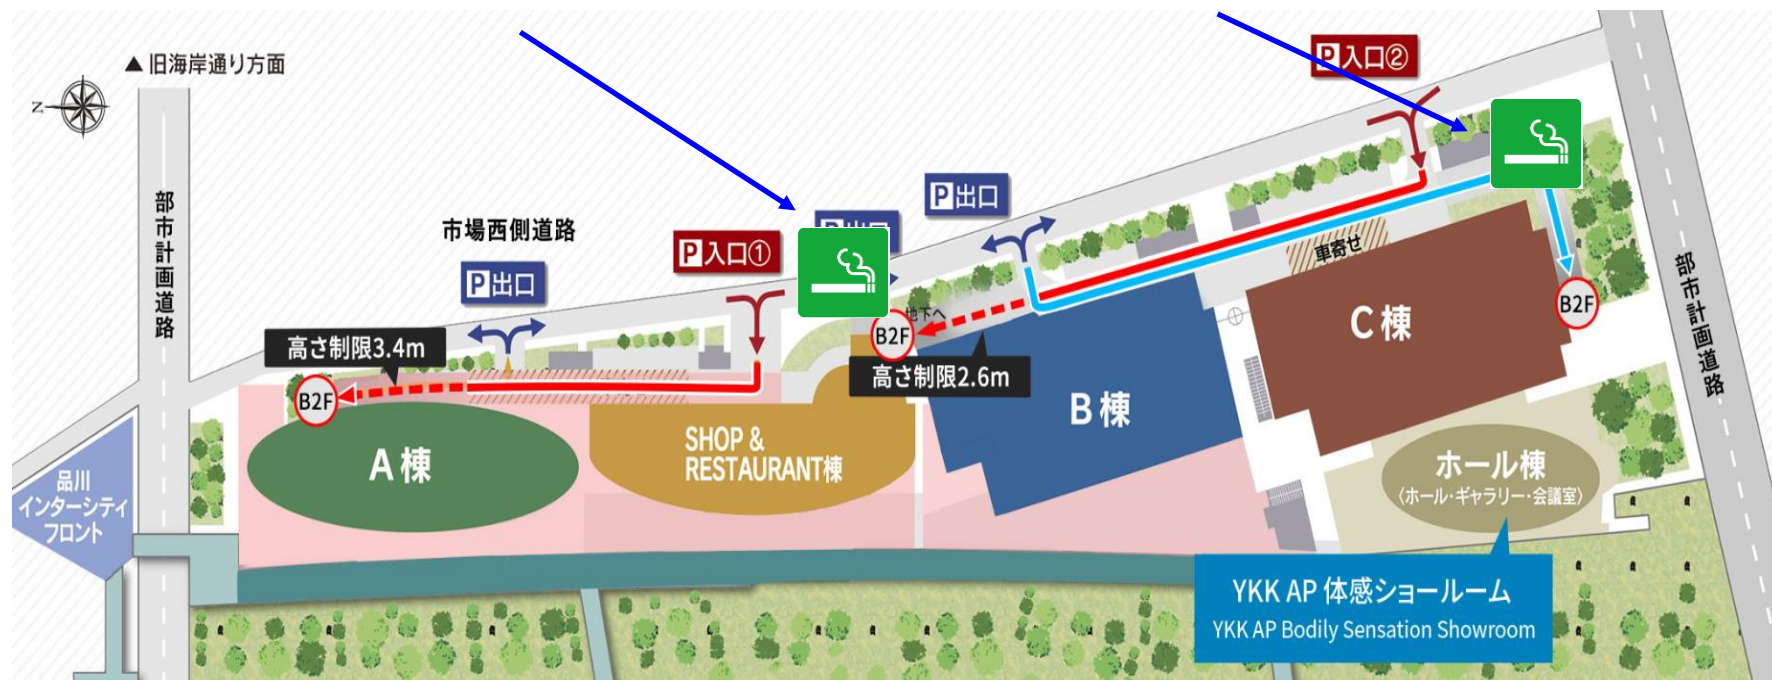 ▲旧海岸通り方面
N
都市計画道路
市場西側道路
P出口
P入口①
P出口
P出口
P入口②
高さ制限3.4m
B2F
地下へ
B2F
高さ制限2.6m
車寄せ
B2F
都市計画道路
A棟
SHOP &
RESTAURANT棟
B棟
C棟
ホール棟
〈ホール・ギャラリー・会議室〉
品川
インターシティ
フロント
YKK AP 体感ショールーム
YKK AP Bodily Sensation Showroom